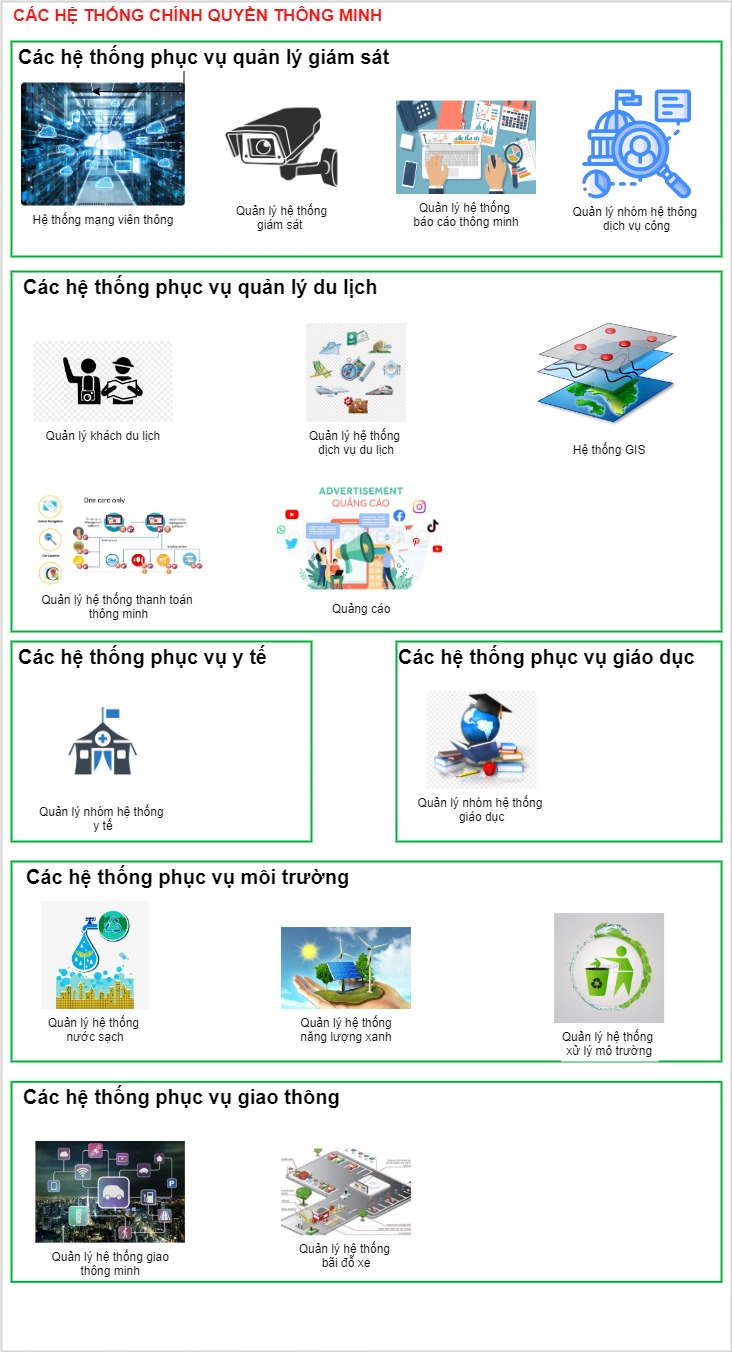 CÁC HỆ THỐNG CHÍNH QUYỀN THÔNG MINH
Các hệ thống phục vụ quản lý giám sát
Hệ thống mạng viên thông
Quản lý hệ thống
giám sát
Quản lý hệ thống
báo cáo thông minh
Quản lý nhóm hệ thông
dịch vụ công
Các hệ thống phục vụ quản lý du lịch
Quản lý khách du lịch
Quản lý hệ thống
dịch vụ du lịch
Hệ thống GIS
One card only
Quản lý hệ thống thanh toán
thông minh
ADVERTISEMENT
QUẢNG CÁO
Quảng cáo
Các hệ thống phục vụ y tế
Quản lý nhóm hệ thống
y tế
Các hệ thống phục vụ giáo dục
Quản lý nhóm hệ thống
giáo dục
Các hệ thống phục vụ môi trường
Quản lý hệ thống
nước sạch
Quản lý hệ thống
năng lượng xanh
Quản lý hệ thống
xử lý mô trường
Các hệ thống phục vụ giao thông
Quản lý hệ thống giao
thông minh
Quản lý hệ thống
bãi đỗ xe